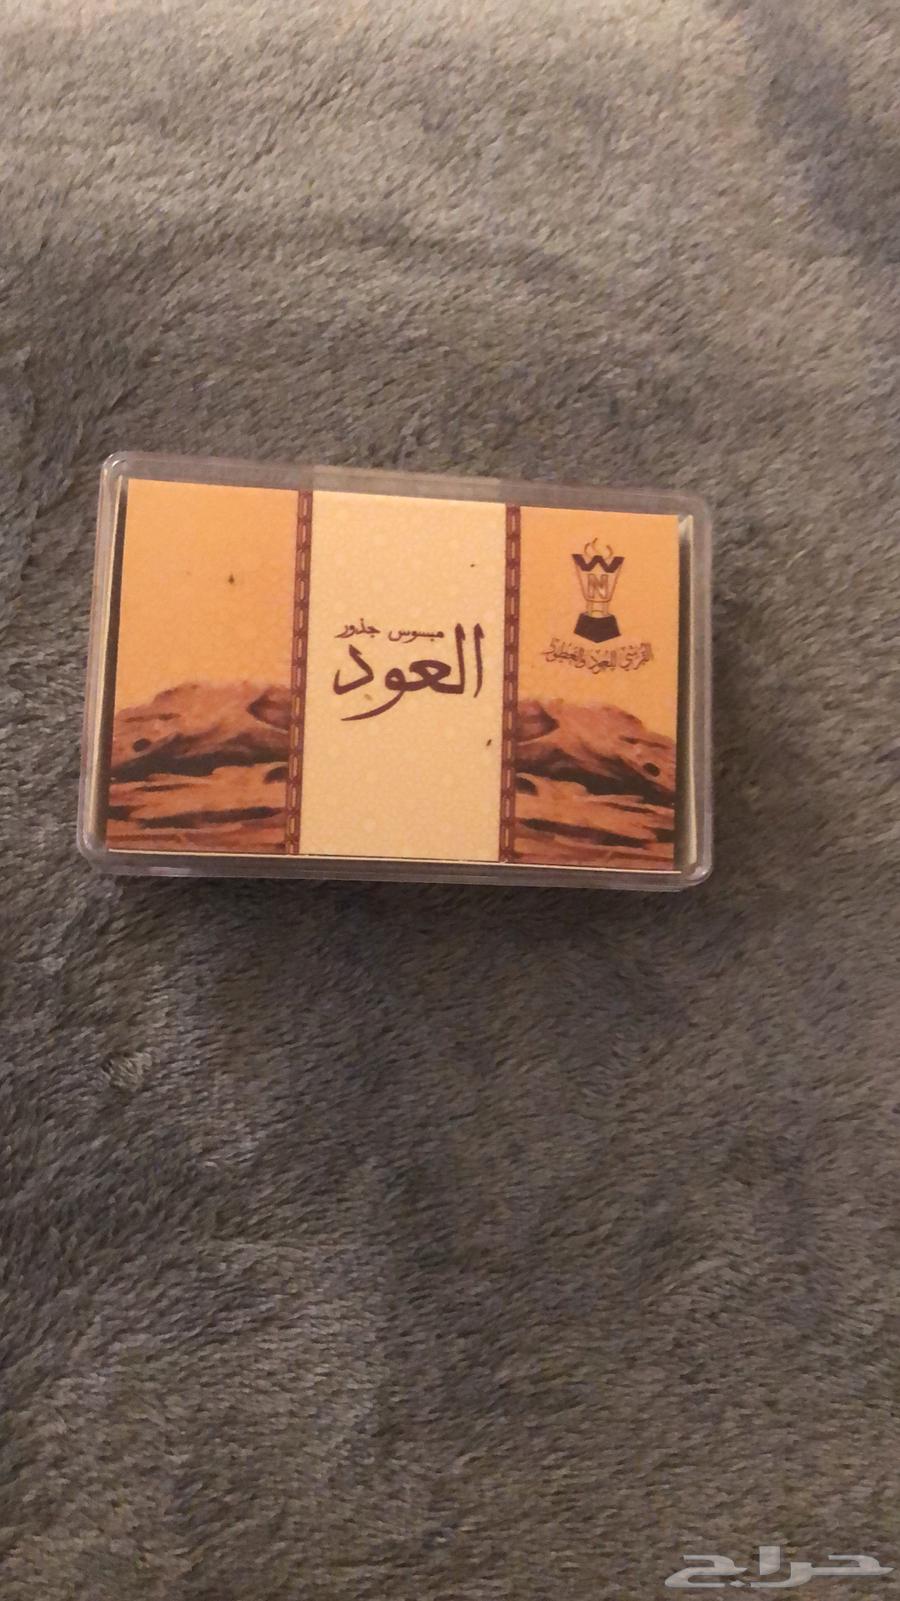 مبسوس جذور
العود
القرشي للعود والعطور
حراج